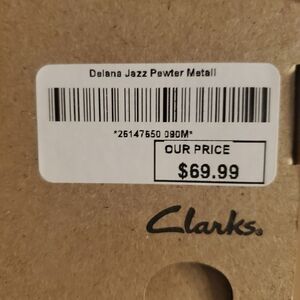 Delana Jazz Pewter Metall
*26147650 090M*
OUR PRICE
$69.99
Clarks.